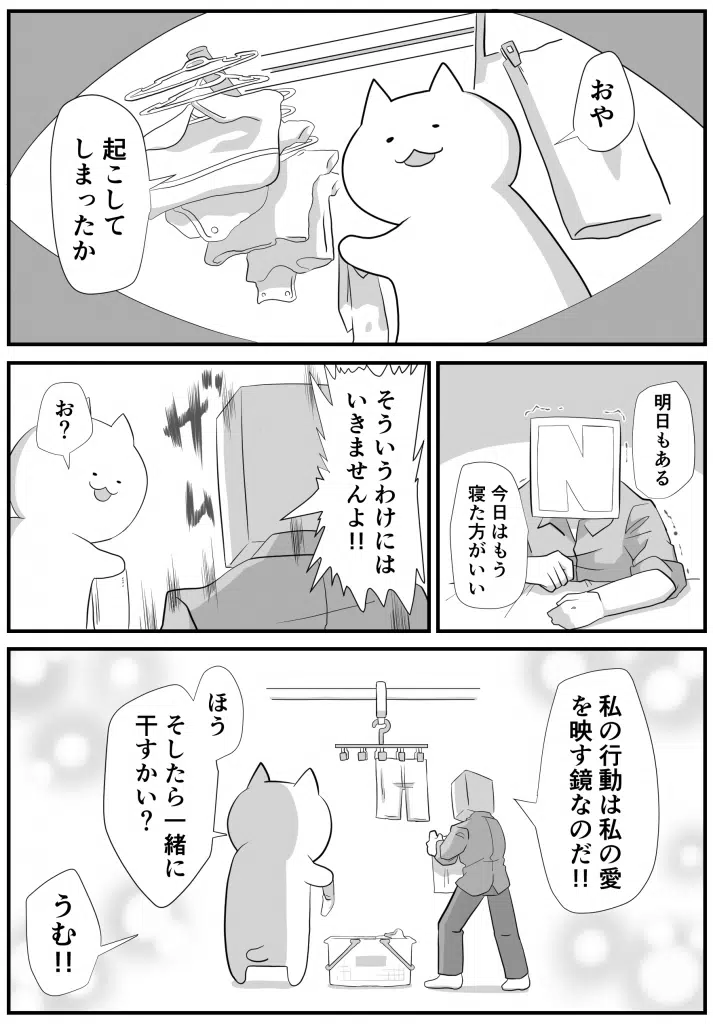 おや
起こして
しまったか
明日もある
今日はもう
寝た方がいい
N
そういうわけには
いきませんよ!!
ガばい
お?
私の行動は私の愛
を映す鏡なのだ!!
ほう
そしたら一緒に
干すかい?
うむ!!